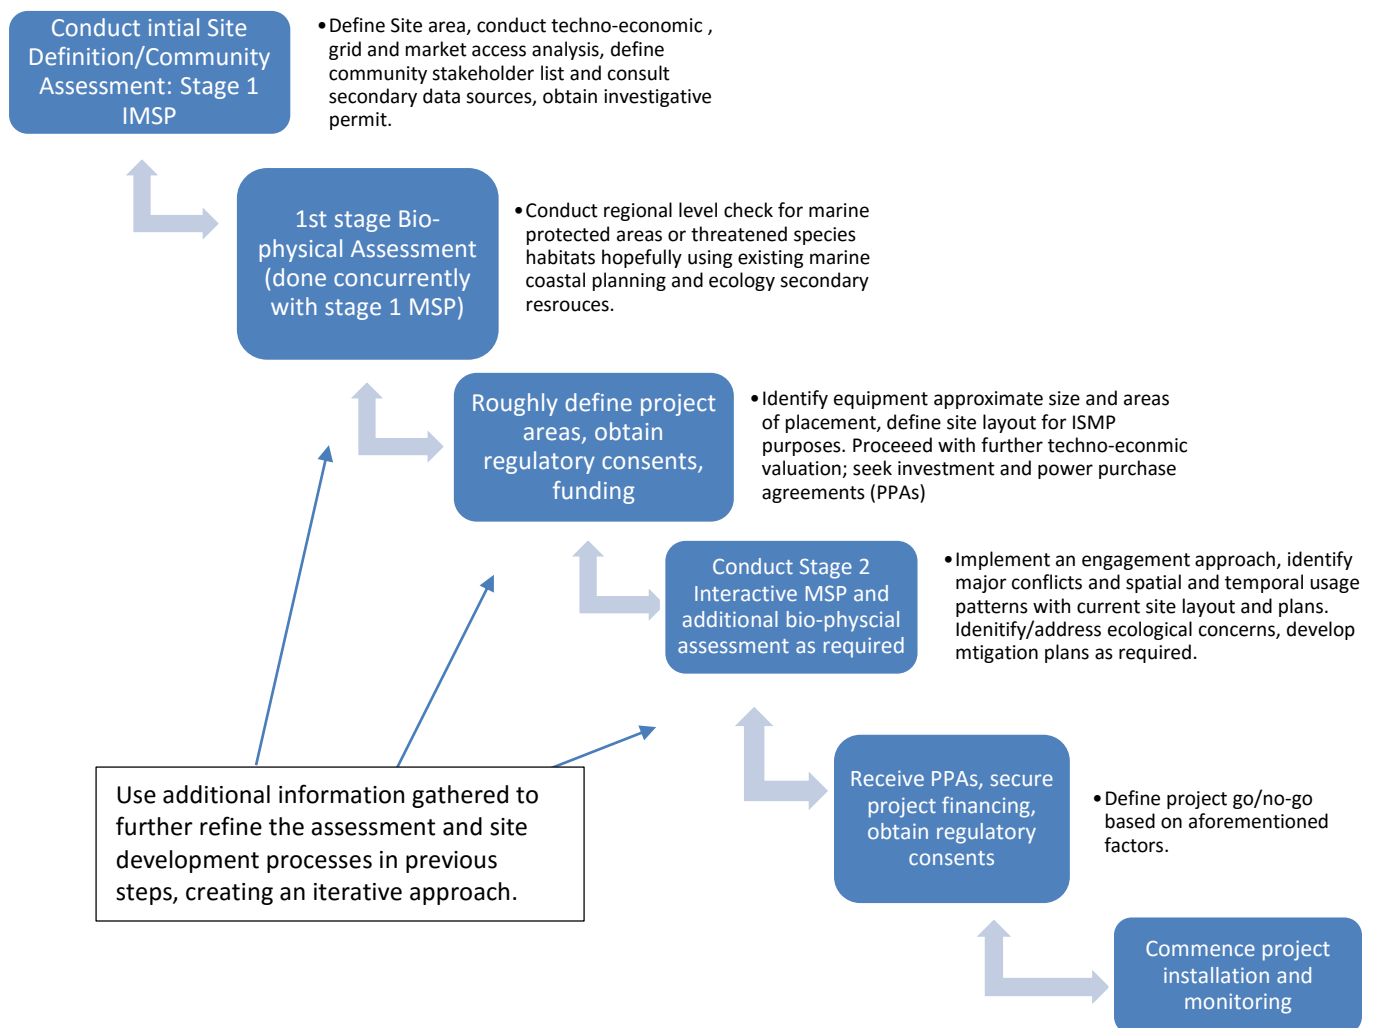 Conduct intial Site
Definition/Community
Assessment: Stage 1
IMSP
•Define Site area, conduct techno-economic ,
grid and market access analysis, define
community stakeholder list and consult
secondary data sources, obtain investigative
permit.
1st stage Bio-
physical Assessment
(done concurrently
with stage 1 MSP)
•Conduct regional level check for marine
protected areas or threatened species
habitats hopefully using existing marine
coastal planning and ecology secondary
resrouces.
Roughly define project
areas, obtain
regulatory consents,
funding
•Identify equipment approximate size and areas
of placement, define site layout for ISMP
purposes. Proceeed with further techno-econmic
valuation; seek investment and power purchase
agreements (PPAs)
Conduct Stage 2
Interactive MSP and
additional bio-physcial
assessment as required
•Implement an engagement approach, identify
major conflicts and spatial and temporal usage
patterns with current site layout and plans.
Idenitify/address ecological concerns, develop
mtigation plans as required.
Receive PPAs, secure
project financing,
obtain regulatory
consents
•Define project go/no-go
based on aforementioned
factors.
Use additional information gathered to
further refine the assessment and site
development processes in previous
steps, creating an iterative approach.
Commence project
installation and
monitoring